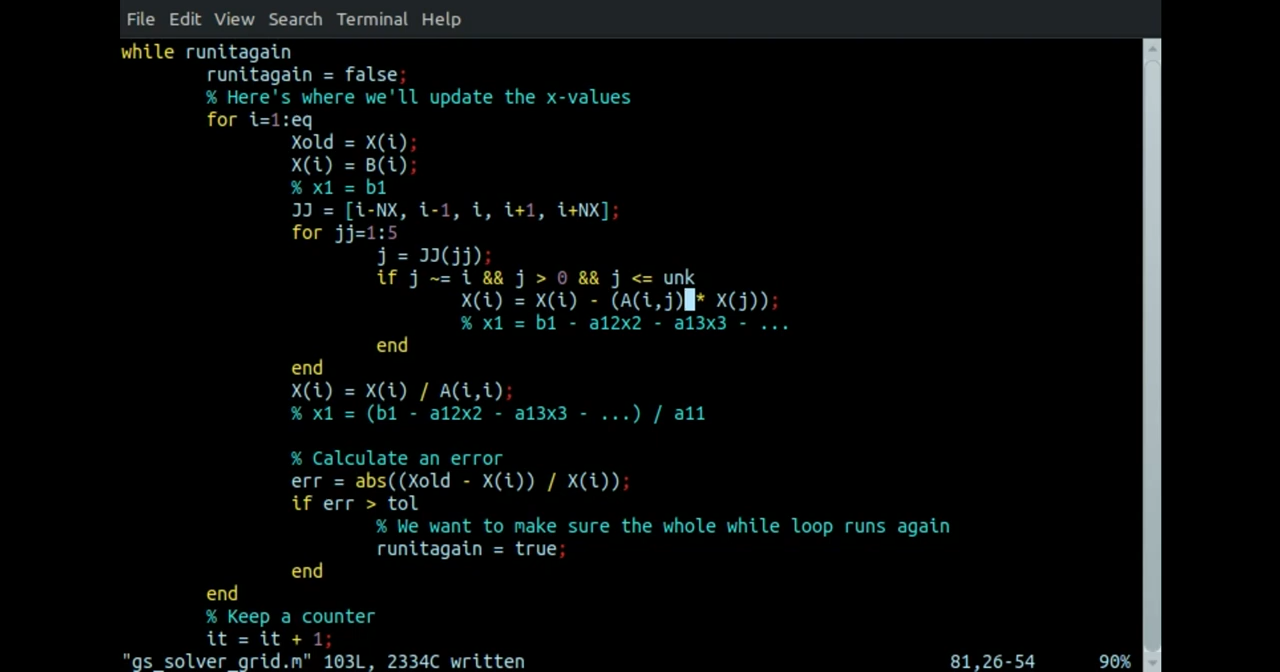 File Edit View Search Terminal Help
while runitagain
runitagain = false;
% Here's where we'll update the x-values
for i=1:eq
Xold = X(i);
X(i) = B(i);
% x1 = b1
JJ = [i-NX, i-1, i, i+1, i+NX];
for jj=1:5
j = JJ(jj);
if j ~= i && j > 0 && j <= unk
X(i) = X(i) - (A(i,j) * X(j));
% x1 = b1 - a12x2 - a13x3 - ...
end
end
X(i) = X(i) / A(i,i);
% x1 = (b1 - a12x2 - a13x3 - ...) / a11
% Calculate an error
err = abs((Xold - X(i)) / X(i));
if err > tol
% We want to make sure the whole while loop runs again
runitagain = true;
end
end
% Keep a counter
it = it + 1;
"gs_solver_grid.m" 103L, 2334C written 81,26-54 90%